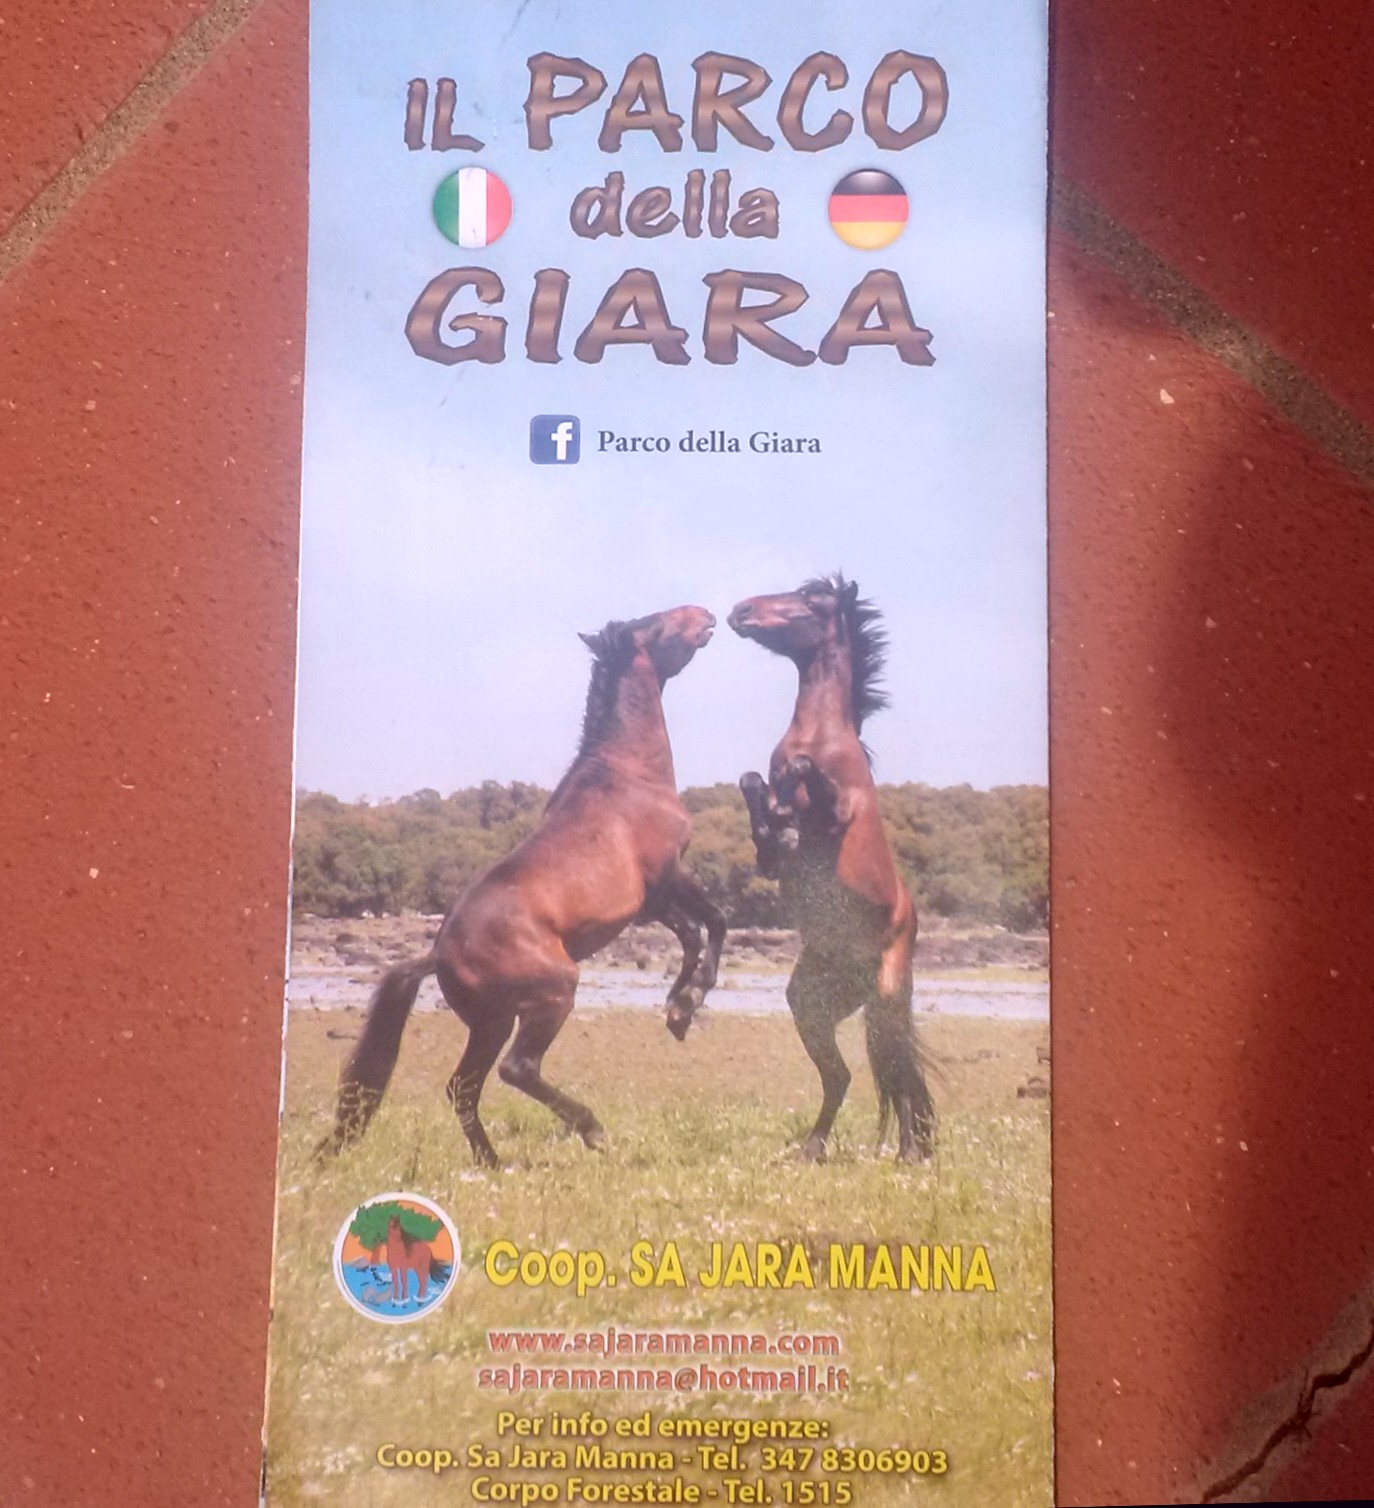 IL PARCO
della
GIARA
f Parco della Giara
Coop. SA JARA MANNA
www.sajaramanna.com
sajaramanna@hotmail.it
Per info ed emergenze:
Coop. Sa Jara Manna - Tel. 347 8306903
Corpo Forestale - Tel. 1515